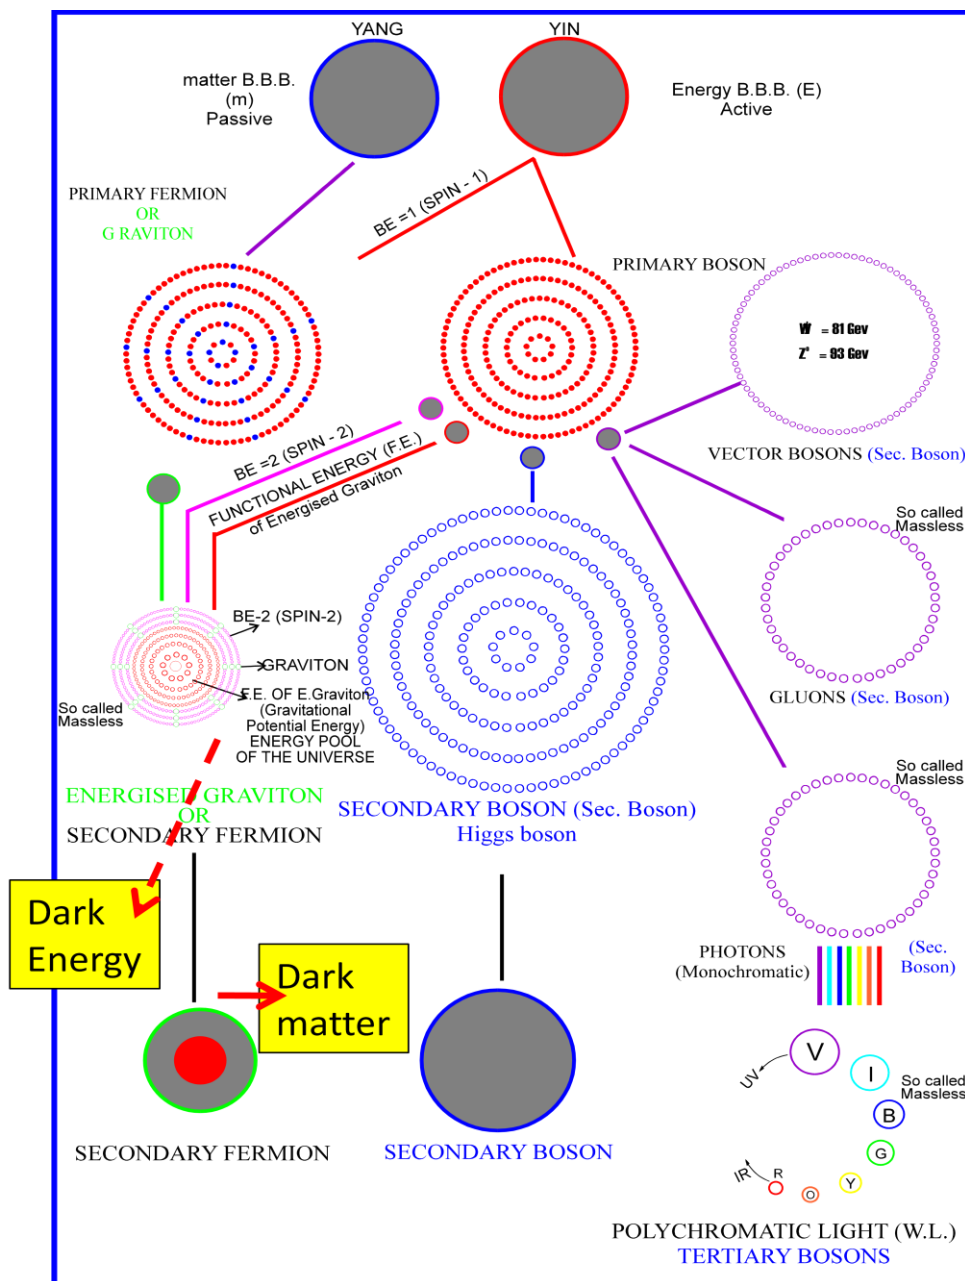 YANG
YIN
matter B.B.B.
(m)
Passive
Energy B.B.B. (E)
Active
PRIMARY FERMION
OR
G RAVITON
BE =1 (SPIN - 1)
PRIMARY BOSON
W = 81 Gev
Z° = 93 Gev
VECTOR BOSONS (Sec. Boson)
BE =2 (SPIN - 2)
FUNCTIONAL ENERGY (F.E.)
of Energised Graviton
So called
Massless
GLUONS (Sec. Boson)
BE-2 (SPIN-2)
GRAVITON
F.E. OF E.Graviton
(Gravitational
Potential Energy)
ENERGY POOL
OF THE UNIVERSE
So called
Massless
ENERGISED GRAVITON
OR
SECONDARY FERMION
SECONDARY BOSON (Sec. Boson)
Higgs boson
So called
Massless
PHOTONS
(Monochromatic)
(Sec.
Boson)
Dark
Energy
Dark
matter
SECONDARY FERMION
SECONDARY BOSON
UV
V
I
So called
Massless
B
G
Y
O
R
IR
POLYCHROMATIC LIGHT (W.L.)
TERTIARY BOSONS